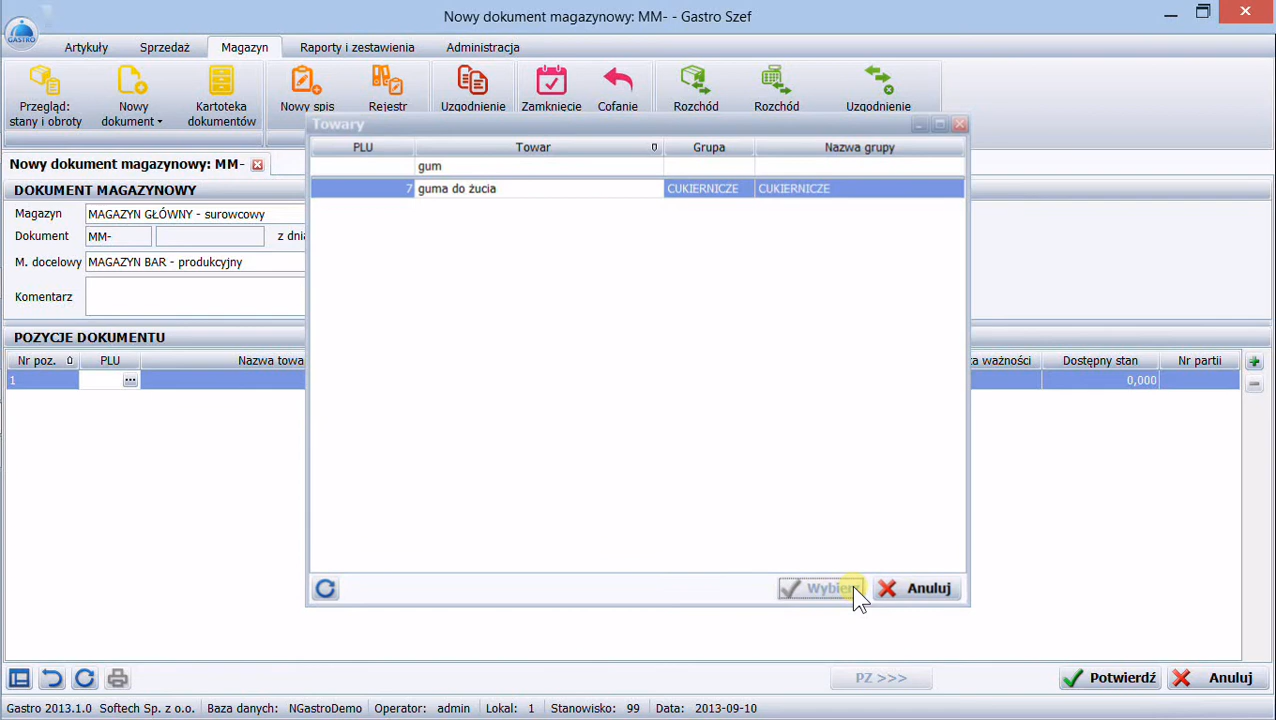 Nowy dokument magazynowy: MM- - Gastro Szef
GASTRO
Artykuły Sprzedaż Magazyn Raporty i zestawienia Administracja
Przegląd: stany i obroty
Nowy dokument
Kartoteka dokumentów
Nowy spis
Rejestr
Uzgodnienie
Zamkniecie
Cofanie
Rozchód
Rozchód
Uzgodnienie
Nowy dokument magazynowy: MM-
DOKUMENT MAGAZYNOWY
Magazyn MAGAZYN GŁÓWNY - surowcowy
Dokument MM- z dni
M. docelowy MAGAZYN BAR - produkcyjny
Komentarz
POZYCJE DOKUMENTU
Nr poz. PLU Nazwa towa ta ważności Dostępny stan Nr partii
1 ... 0,000
Towary
PLU Towar Grupa Nazwa grupy
gum
7 guma do żucia CUKIERNICZE CUKIERNICZE
Anuluj
PZ >>> Potwierdź Anuluj
Gastro 2013.1.0 Softech Sp. z o.o. Baza danych: NGastroDemo Operator: admin Lokal: 1 Stanowisko: 99 Data: 2013-09-10